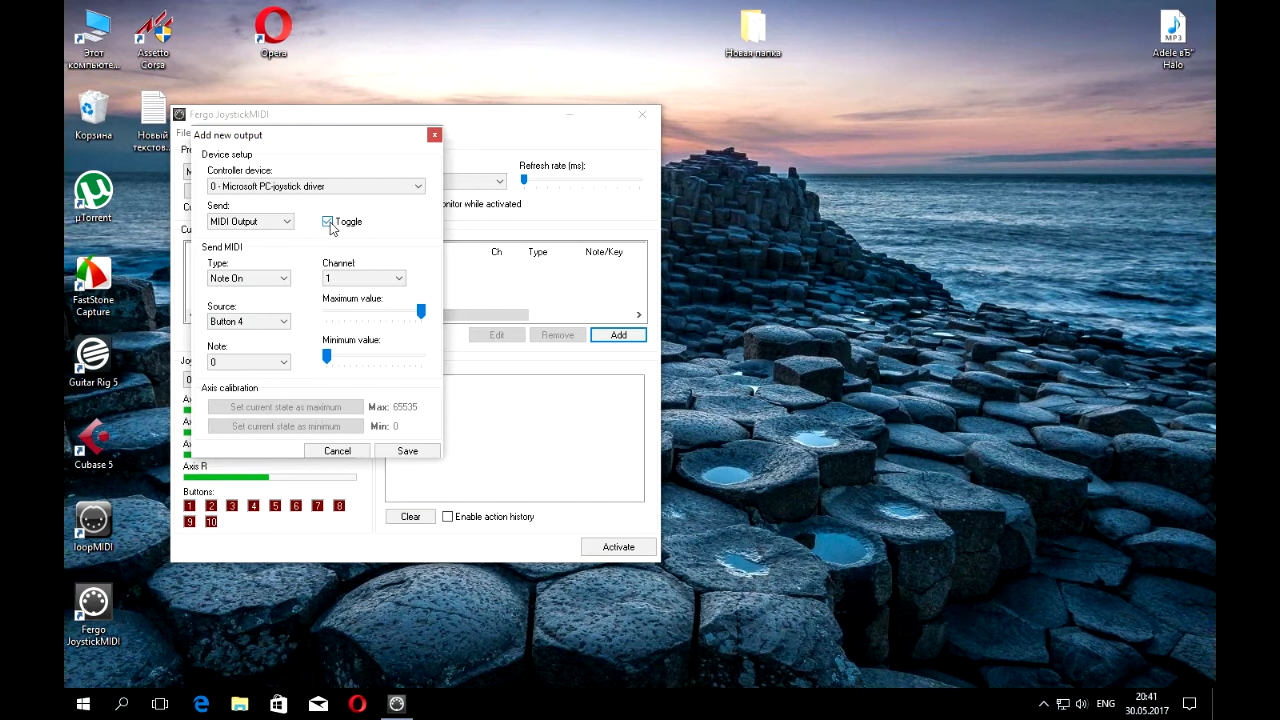 Этот компьюте...
Assetto Corsa
Opera
Новая папка
MP3
Adele вЂ" Halo
Корзина
Новый текстов...
µTorrent
FastStone Capture
Guitar Rig 5
Cubase 5
loopMIDI
Fergo JoystickMIDI
Fergo JoystickMIDI
File
Add new output
Device setup
Controller device:
0 - Microsoft PC-joystick driver
Send:
MIDI Output
Toggle
Send MIDI
Type:
Channel:
Note On
1
Source:
Maximum value:
Button 4
Note:
Minimum value:
0
Axis calibration
Set current state as maximum
Max: 65535
Set current state as minimum
Min: 0
Cancel
Save
Refresh rate (ms):
while activated
Ch
Type
Note/Key
Edit
Remove
Add
Axis R
Buttons:
1 2 3 4 5 6 7 8
9 10
Clear
Enable action history
Activate
ENG
20:41
30.05.2017